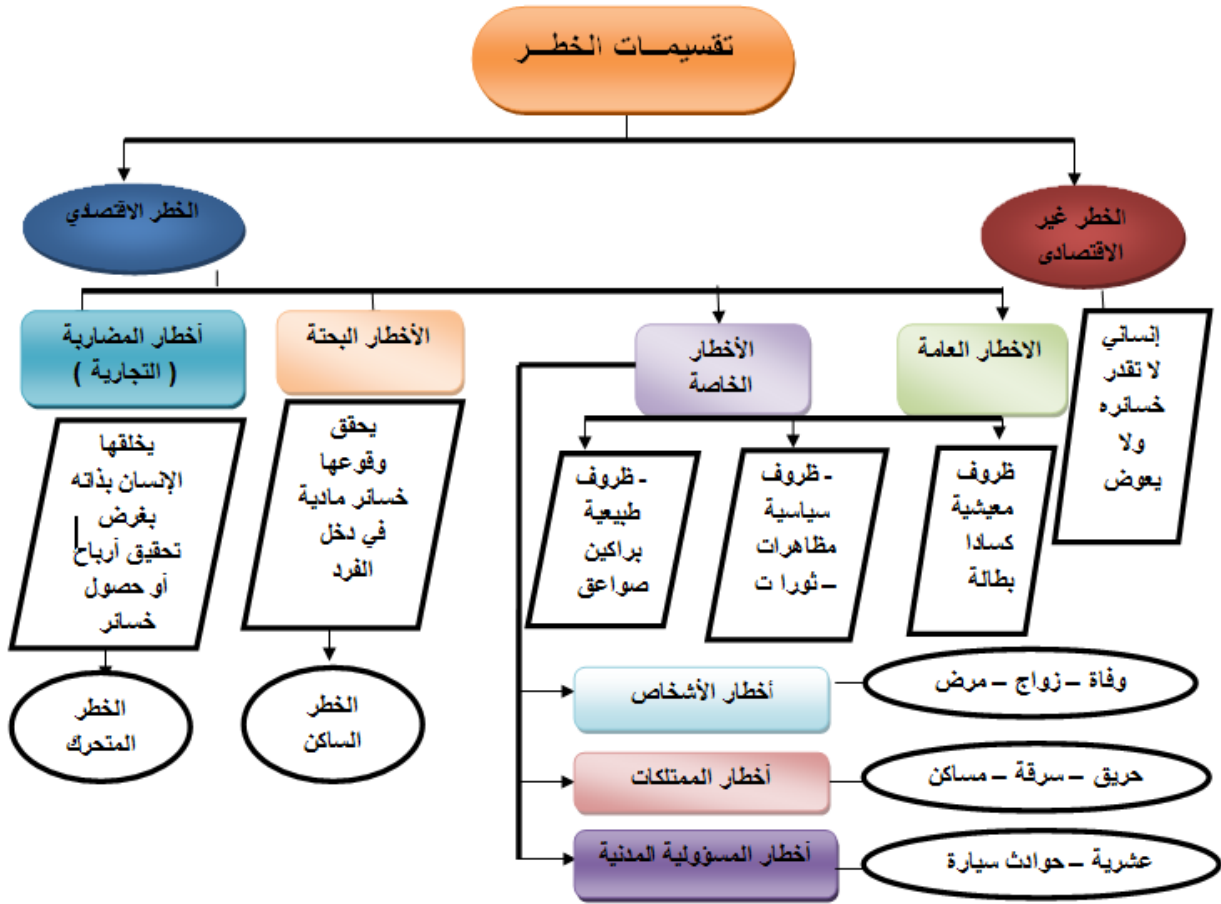 تقسيمـــات الخطـــر
الخطر غير
الاقتصادى
الخطر الاقتصادي
إنساني
لا تقدر
خسائره
ولا
يعوض
الاخطار العامة
الأخطار
الخاصة
الأخطار البحتة
أخطار المضاربة
( التجارية )
ظروف
معيشية
كسادا
بطالة
- ظروف
سياسية
مظاهرات
– ثورا ت
- ظروف
طبيعية
براكين
صواعق
يحقق
وقوعها
خسائر مادية
في دخل
الفرد
يخلقها
الإنسان بذاته
بغرض
تحقيق أرباح
أو حصول
خسائر
الخطر
الساكن
الخطر
المتحرك
أخطار الأشخاص
وفاة – زواج – مرض
أخطار الممتلكات
حريق – سرقة – مساكن
أخطار المسؤولية المدنية
عشرية – حوادث سيارة